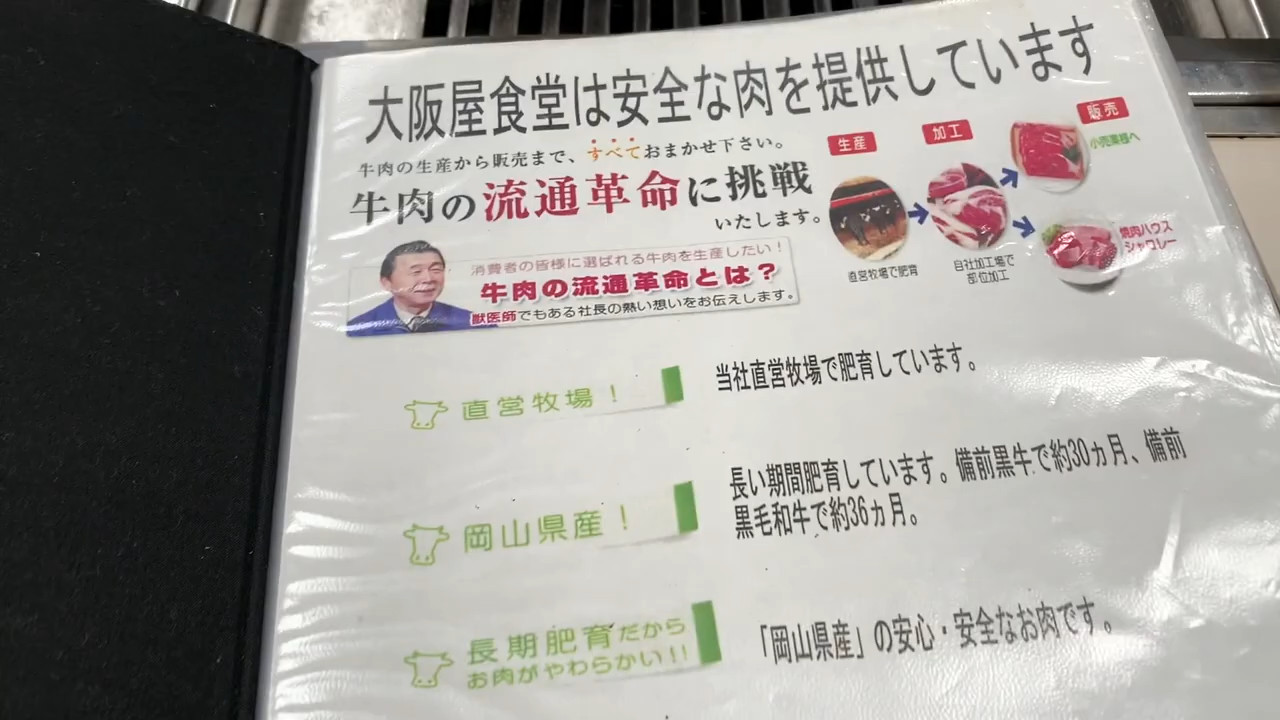 大阪屋食堂は安全な肉を提供しています
牛肉の生産から販売まで、すべておまかせ下さい。
牛肉の流通革命に挑戦
いたします。
生産
加工
販売
小売業様へ
焼肉ハウス
シャロレー
直営牧場で肥育
自社加工場で
部位加工
消費者の皆様に選ばれる牛肉を生産したい！
牛肉の流通革命とは？
獣医師でもある社長の熱い想いをお伝えします。
直営牧場！
当社直営牧場で肥育しています。
岡山県産！
長い期間肥育しています。備前黒牛で約30ヵ月、備前
黒毛和牛で約36ヵ月。
長期肥育だから
お肉がやわらかい！！
「岡山県産」の安心・安全なお肉です。